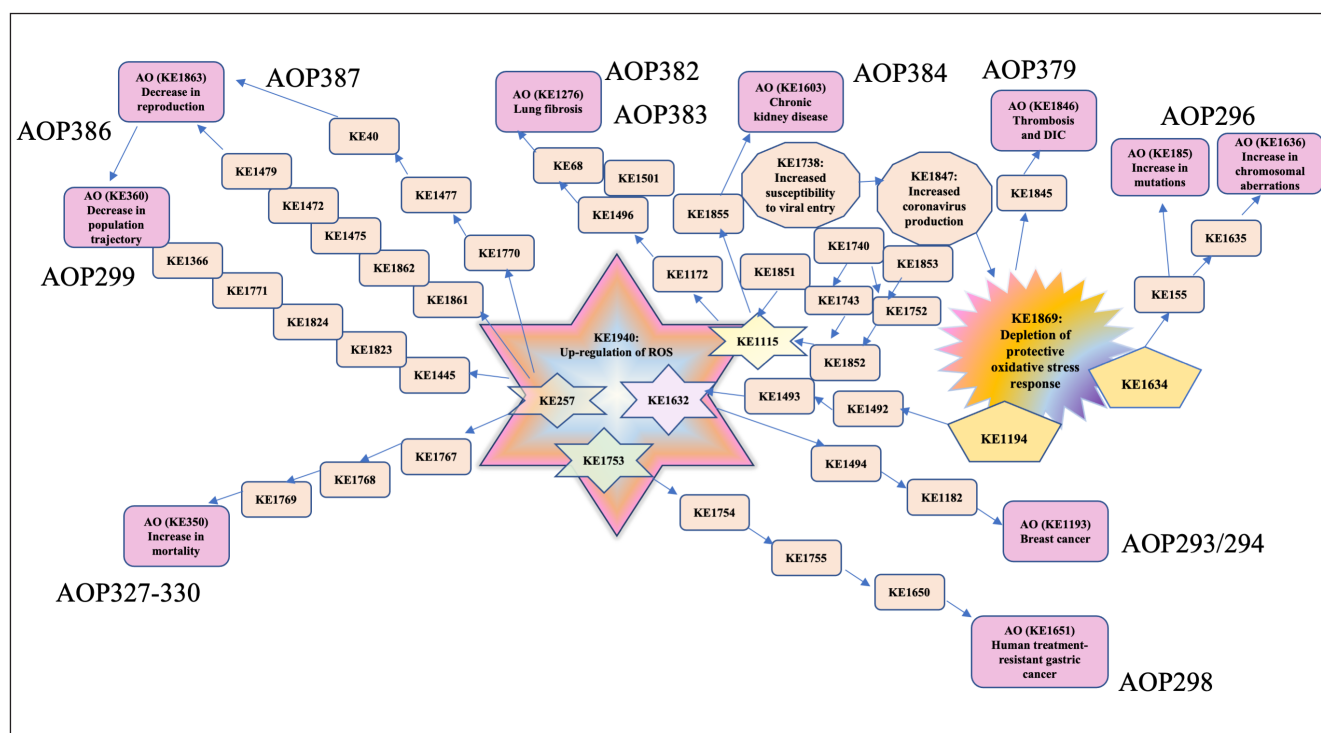 AOP387
AOP382
AOP384
AOP379
AO (KE1863)
Decrease in
reproduction
AO (KE1276)
Lung fibrosis
AO (KE1603)
Chronic
kidney disease
AO (KE1846)
Thrombosis
and DIC
AOP296
AOP386
AOP383
KE40
AO (KE185)
Increase in
mutations
AO (KE1636)
Increase in
chromosomal
aberrations
KE1479
KE68
KE1501
KE1738:
Increased
susceptibility
to viral entry
KE1847:
Increased
coronavirus
production
KE1845
AO (KE360)
Decrease in
population
trajectory
KE1472
KE1477
KE1496
KE1855
KE1475
KE1740
KE1635
AOP299
KE1366
KE1862
KE1770
KE1172
KE1851
KE1853
KE1771
KE1861
KE1743
KE1752
KE155
KE1824
KE1940:
Up-regulation of ROS
KE1115
KE1869:
Depletion of
protective
oxidative stress
response
KE1823
KE1852
KE1445
KE257
KE1632
KE1493
KE1492
KE1634
KE1194
KE1767
KE1753
KE1494
KE1768
KE1769
KE1182
KE1754
AO (KE350)
Increase in
mortality
AO (KE1193)
Breast cancer
AOP293/294
KE1755
AOP327-330
KE1650
AO (KE1651)
Human treatment-
resistant gastric
cancer
AOP298